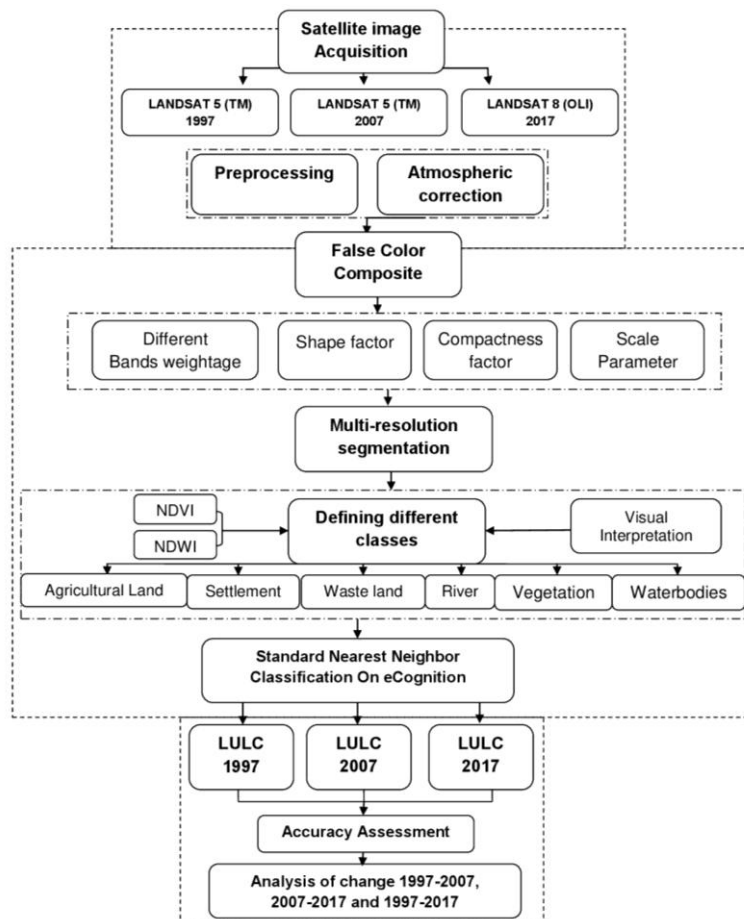 Satellite image
Acquisition
LANDSAT 5 (TM)
1997
LANDSAT 5 (TM)
2007
LANDSAT 8 (OLI)
2017
Preprocessing
Atmospheric
correction
False Color
Composite
Different
Bands weightage
Shape factor
Compactness
factor
Scale
Parameter
Multi-resolution
segmentation
NDVI
NDWI
Defining different
classes
Visual
Interpretation
Agricultural Land
Settlement
Waste land
River
Vegetation
Waterbodies
Standard Nearest Neighbor
Classification On eCognition
LULC
1997
LULC
2007
LULC
2017
Accuracy Assessment
Analysis of change 1997-2007,
2007-2017 and 1997-2017